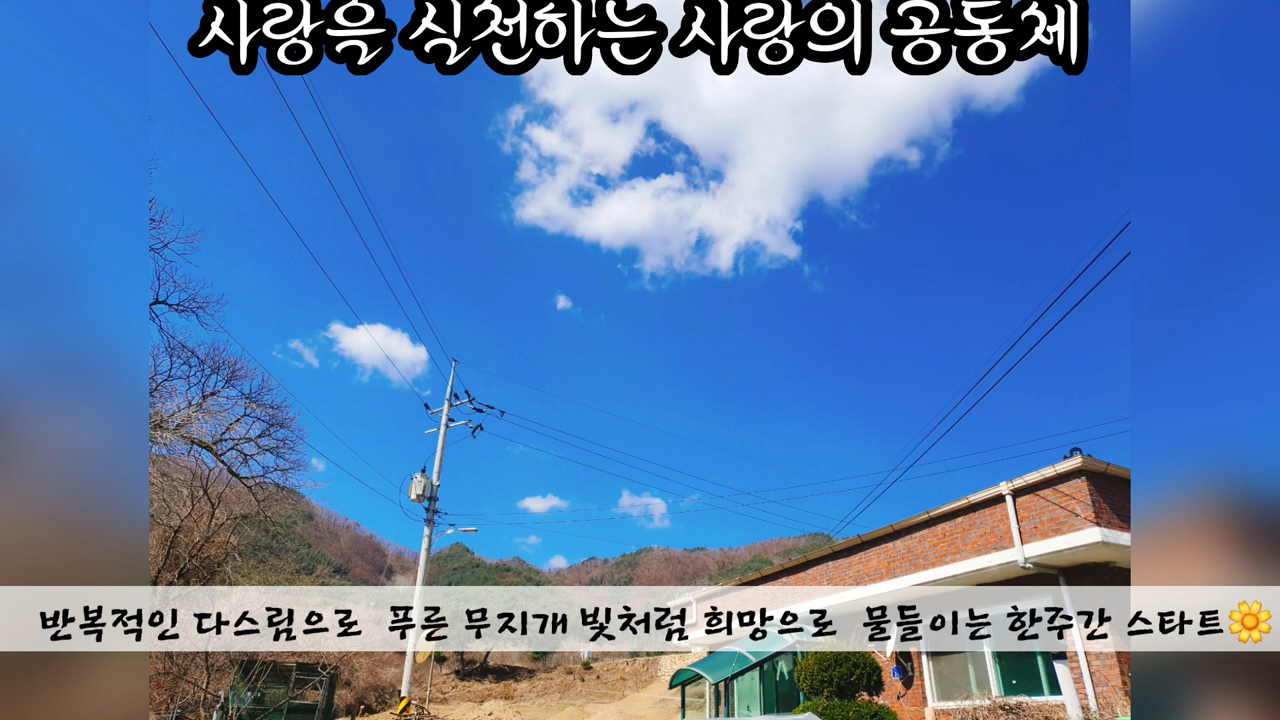 사랑을 실천하는 사랑의 공동체
반복적인 다스림으로 푸른 무지개 빛처럼 희망으로 물들이는 한주간 스타트🌼